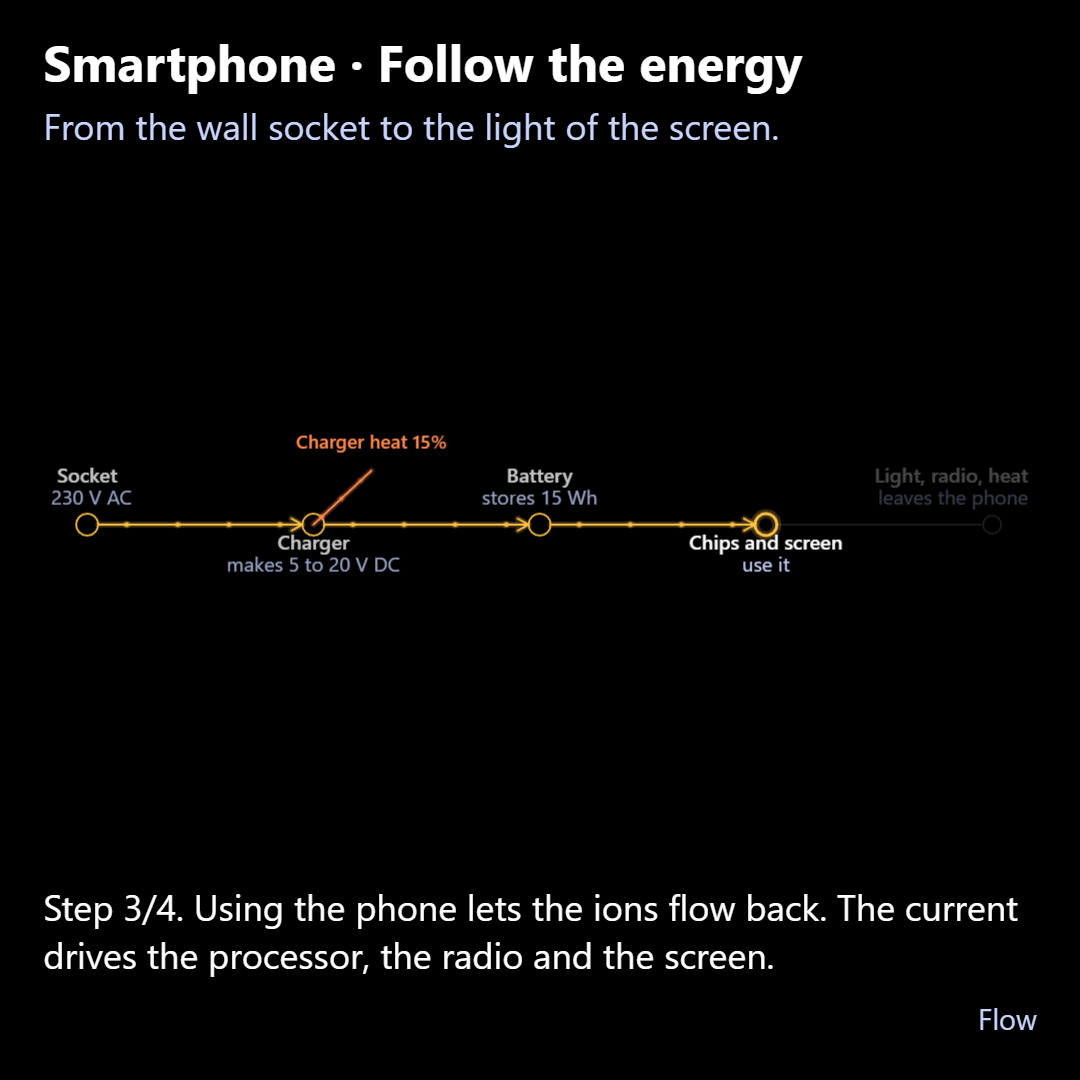 Smartphone · Follow the energy
From the wall socket to the light of the screen.
Charger heat 15%
Socket
230 V AC
Battery
stores 15 Wh
Light, radio, heat
leaves the phone
Charger
makes 5 to 20 V DC
Chips and screen
use it
Step 3/4. Using the phone lets the ions flow back. The current
drives the processor, the radio and the screen.
Flow